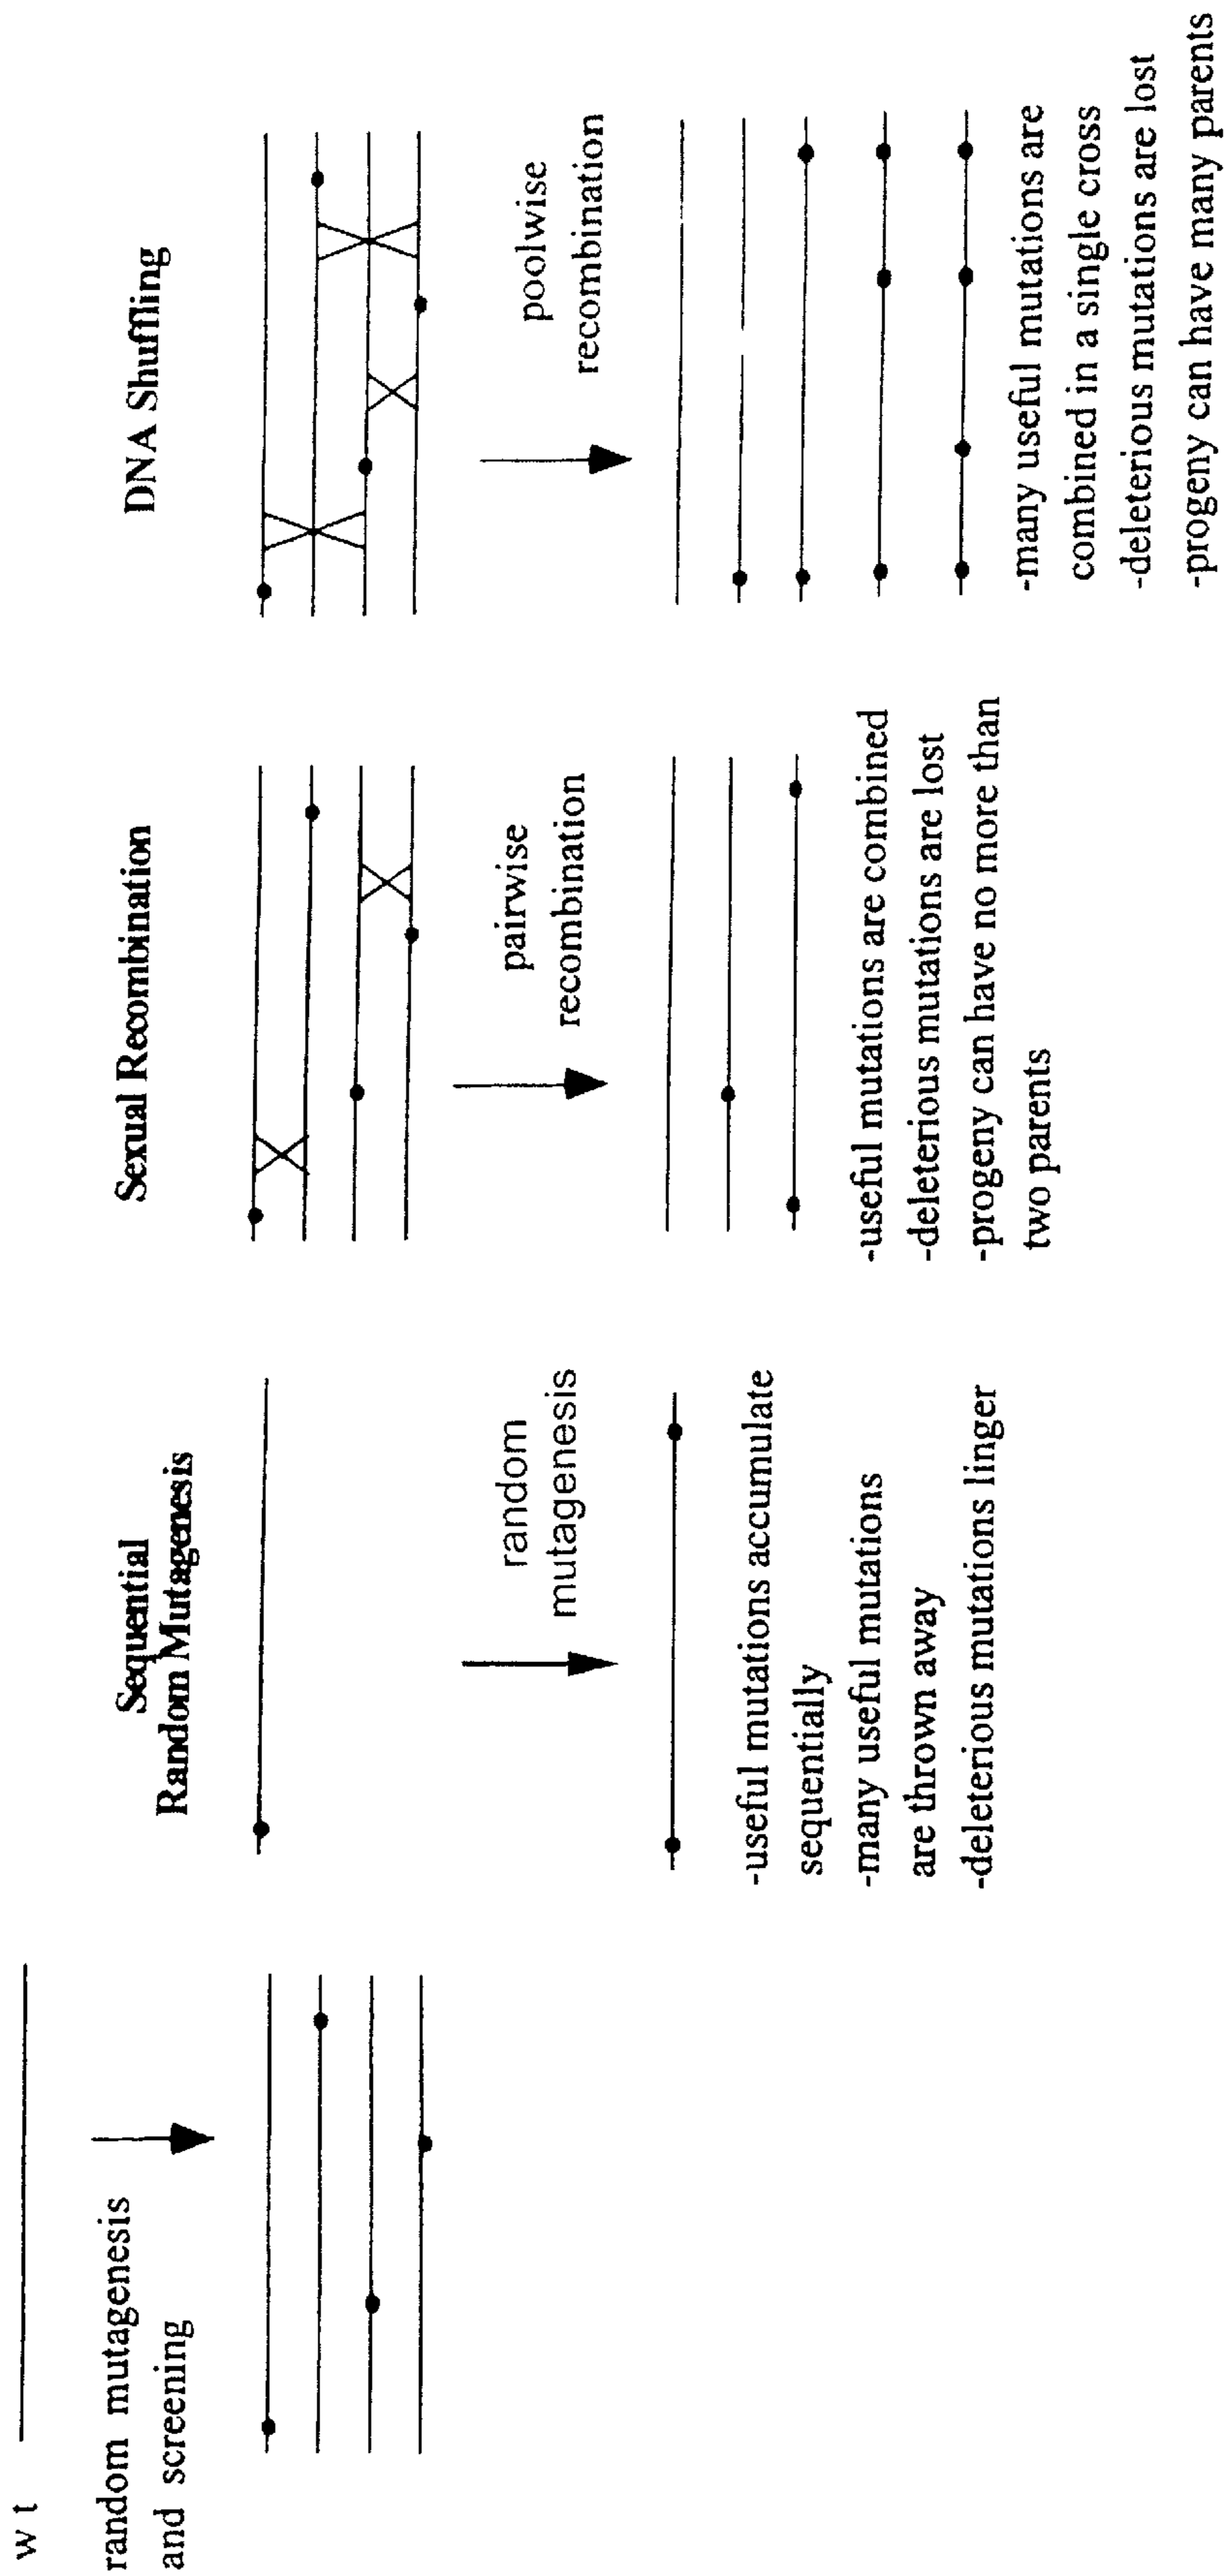 w t
random mutagenesis
and screening
Sequential
Random Mutagenesis
random
mutagenesis
-useful mutations accumulate
sequentially
-many useful mutations
are thrown away
-deleterious mutations linger
Sexual Recombination
pairwise
recombination
-useful mutations are combined
-deleterious mutations are lost
-progeny can have no more than
two parents
DNA Shuffling
poolwise
recombination
-many useful mutations are
combined in a single cross
-deleterious mutations are lost
-progeny can have many parents